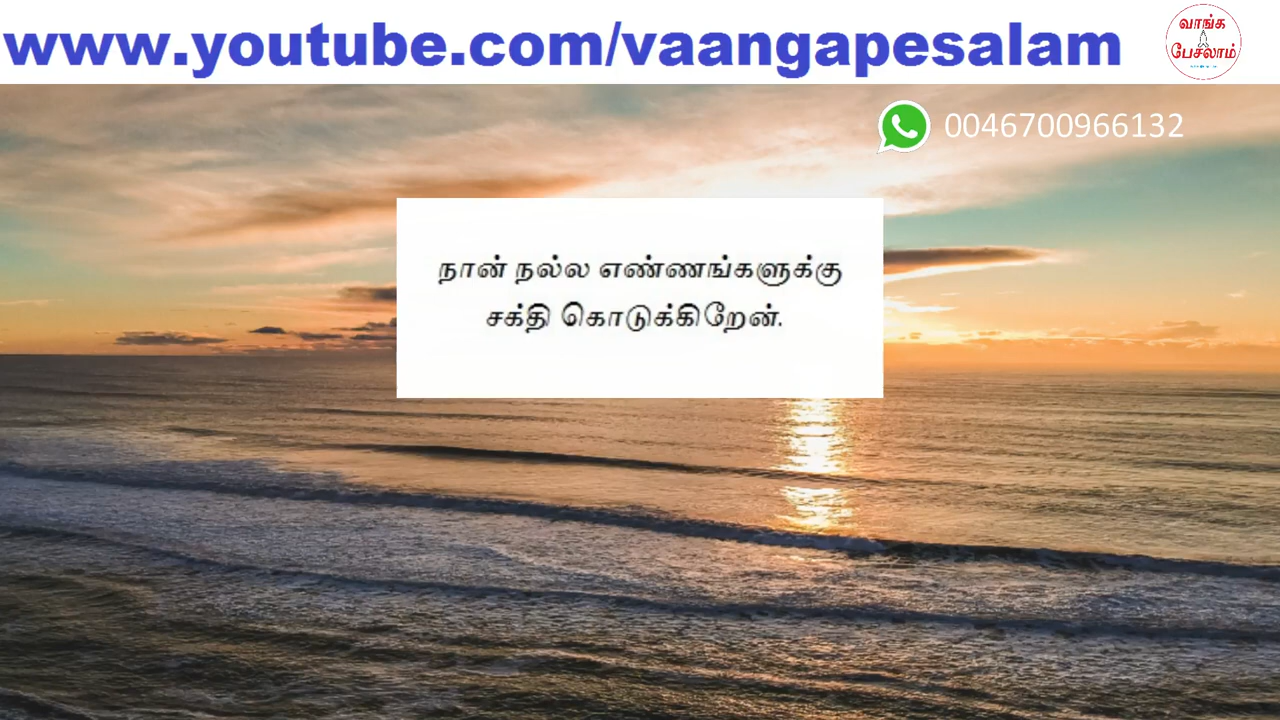 www.youtube.com/vaangapesalam
வாங்க
பேசலாம்
0046700966132
நான் நல்ல எண்ணங்களுக்கு
சக்தி கொடுக்கிறேன்.